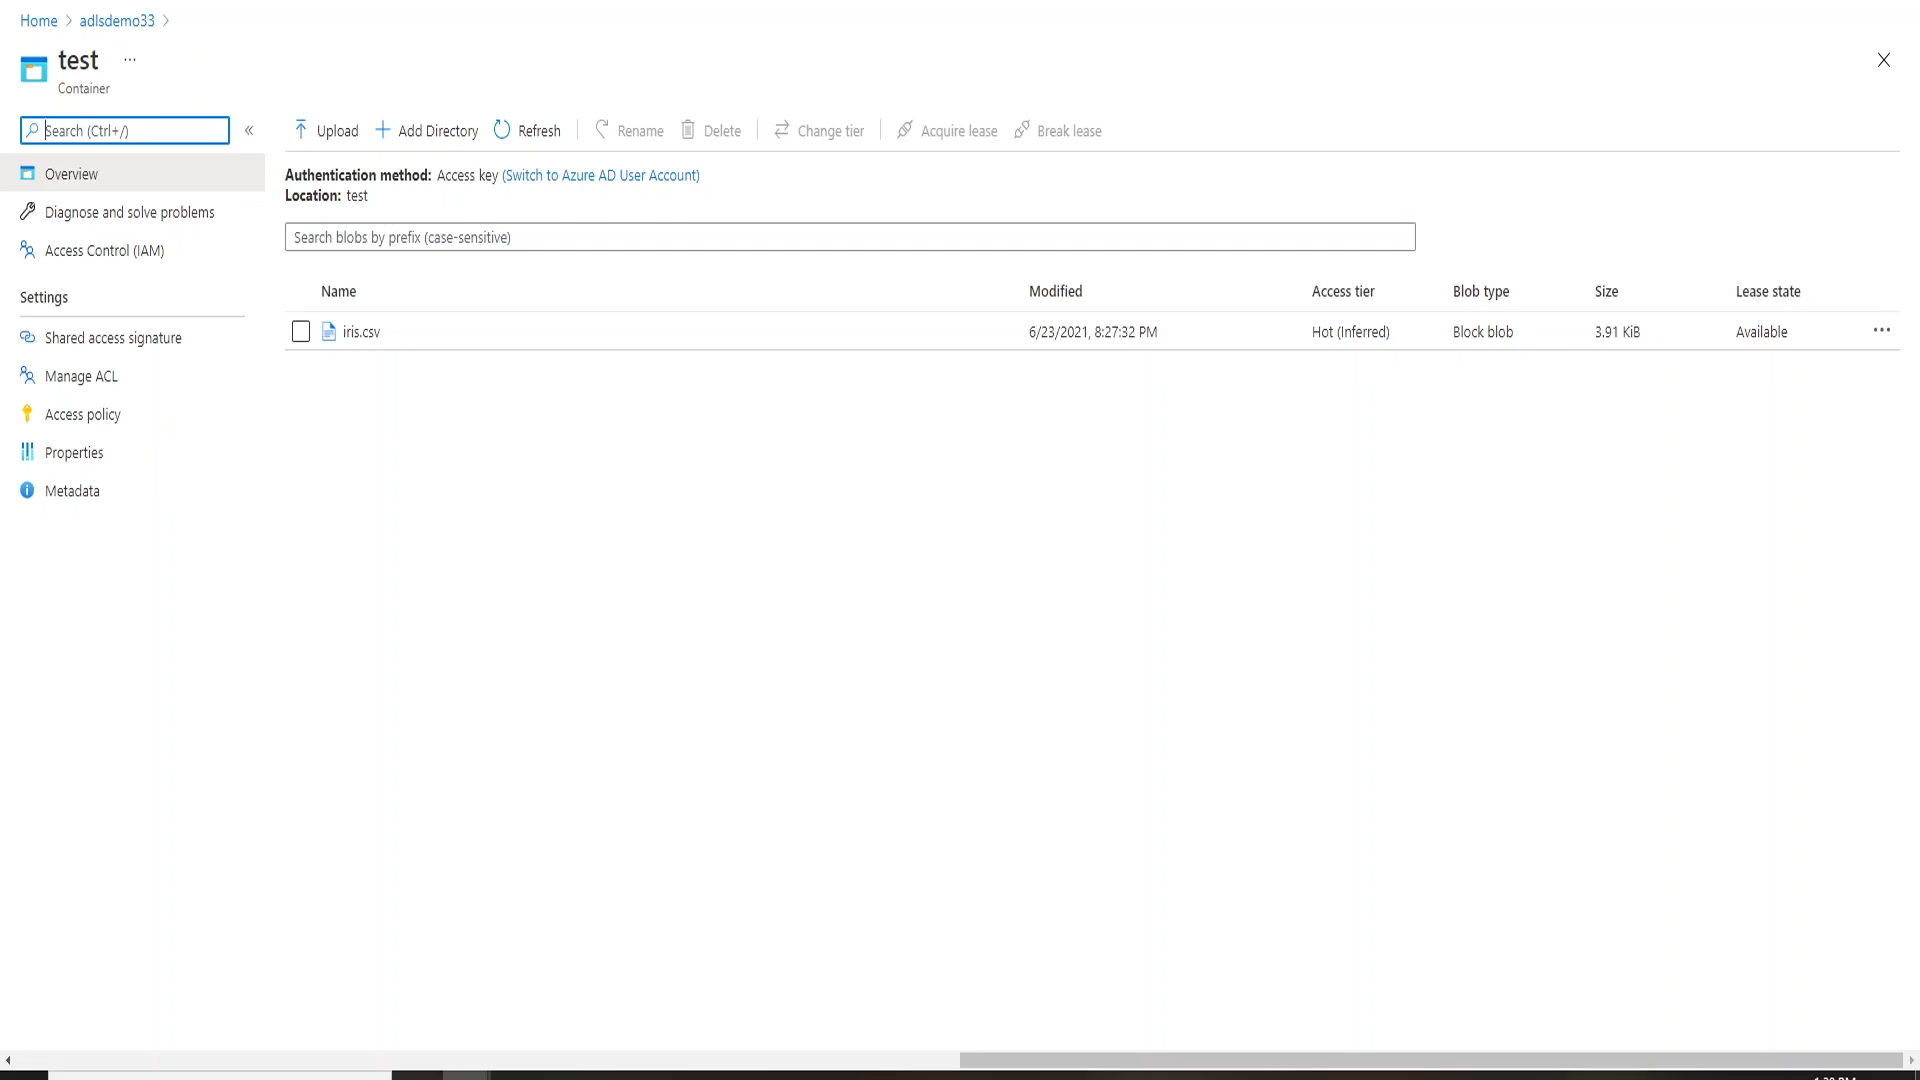 Home > adlsdemo33 >
test ...
Container
Search (Ctrl+/) «
Overview
Diagnose and solve problems
Access Control (IAM)
Settings
Shared access signature
Manage ACL
Access policy
Properties
Metadata
Upload Add Directory Refresh Rename Delete Change tier Acquire lease Break lease
Authentication method: Access key (Switch to Azure AD User Account)
Location: test
Search blobs by prefix (case-sensitive)
Name Modified Access tier Blob type Size Lease state
iris.csv 6/23/2021, 8:27:32 PM Hot (Inferred) Block blob 3.91 KiB Available ...